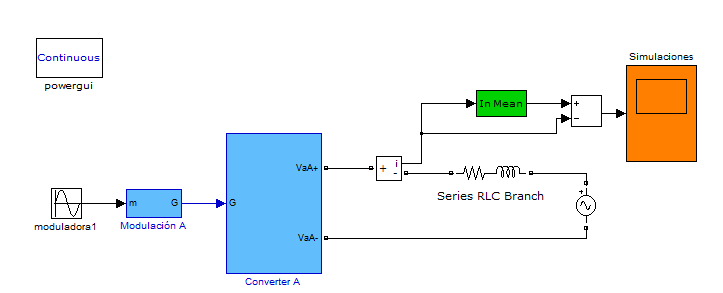 Continuous
powergui
Simulaciones
In Mean
+
−
+
i
-
VaA+
Series RLC Branch
+
m
G
G
moduladora1
Modulación A
VaA-
Converter A